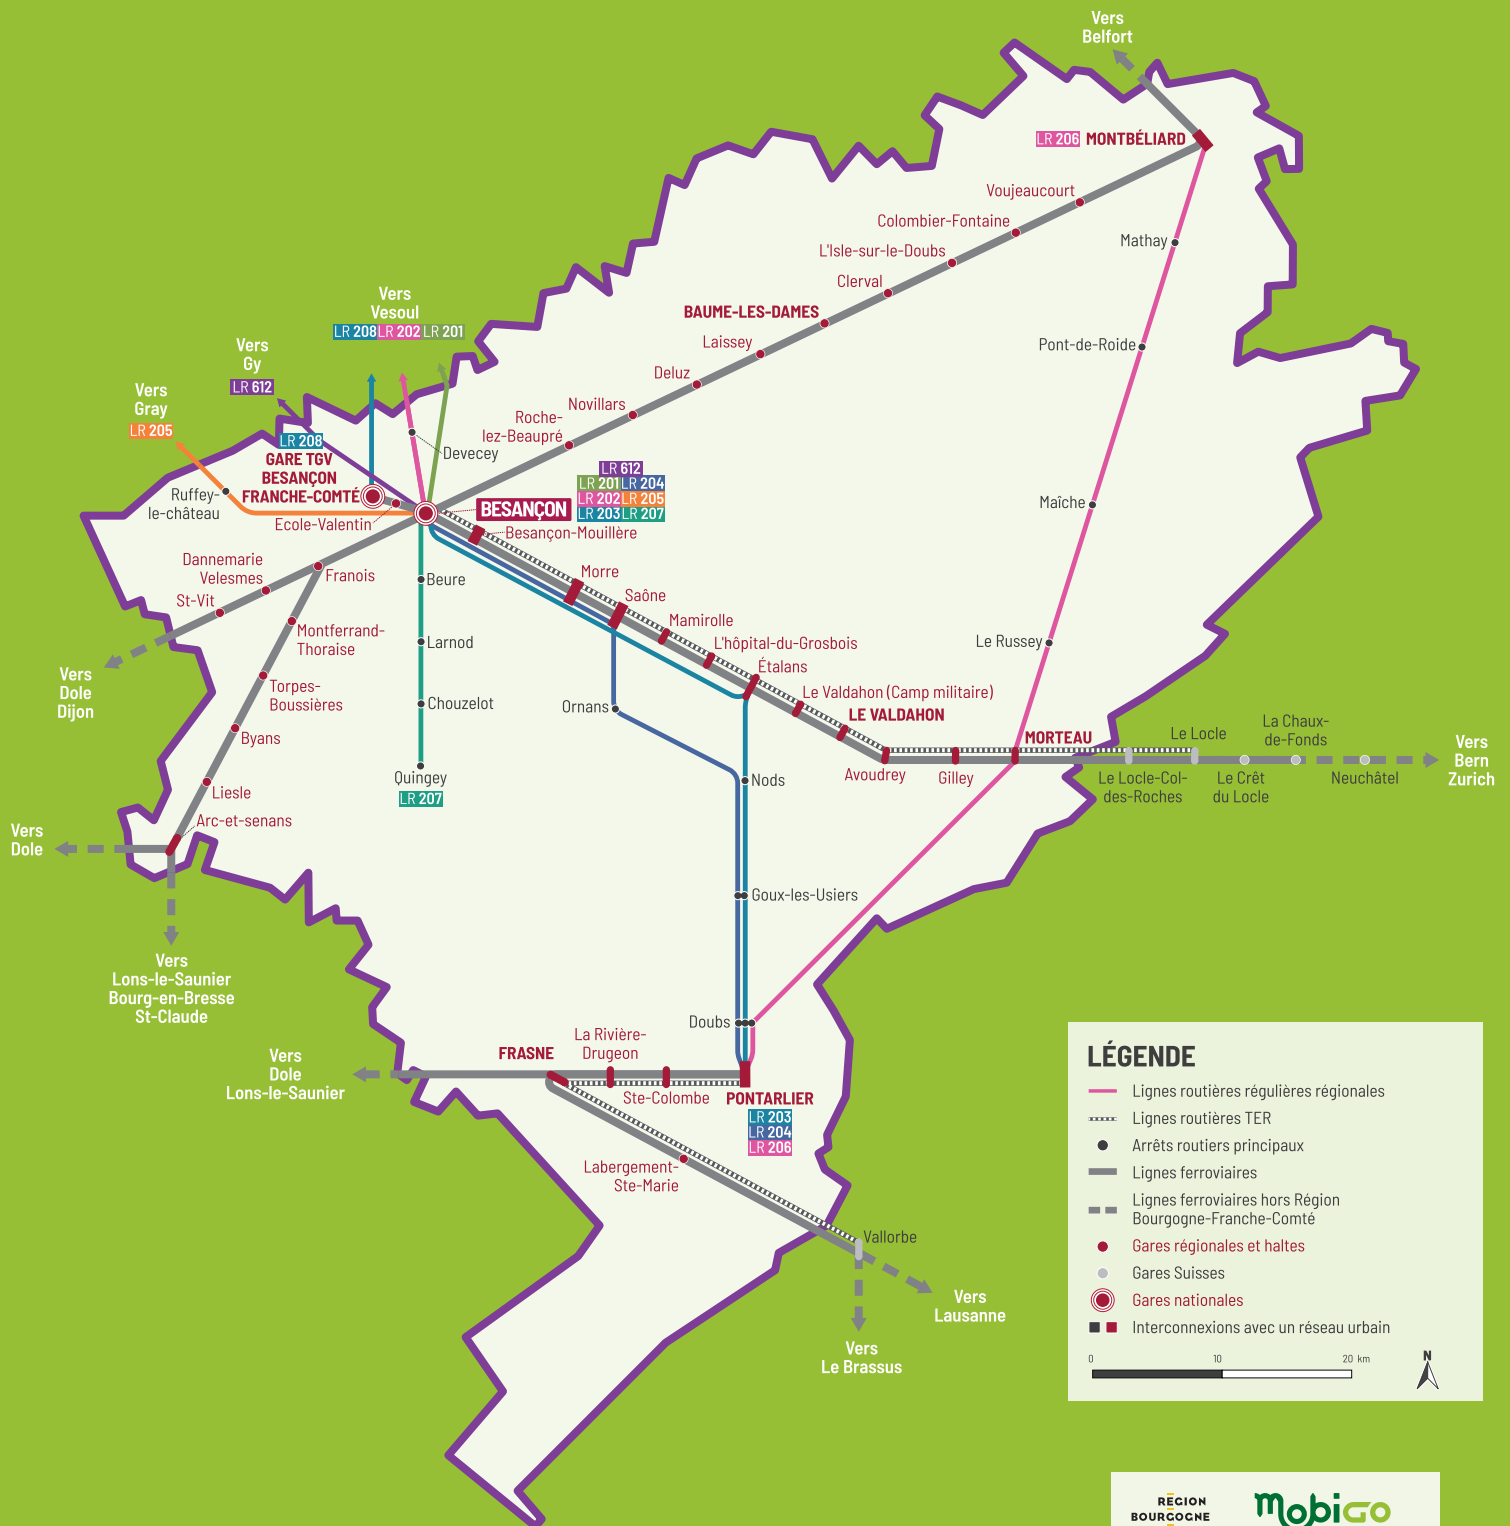 Vers
Belfort
LR 206 MONTBÉLIARD
Voujeaucourt
Colombier-Fontaine
Mathay
L'Isle-sur-le-Doubs
Clerval
Vers
Vesoul
LR 208 LR 202 LR 201
BAUME-LES-DAMES
Laissey
Pont-de-Roide
Vers
Gy
LR 612
Deluz
Vers
Gray
LR 205
Novillars
Roche-
lez-Beaupré
LR 208
GARE TGV
BESANÇON
FRANCHE-COMTÉ
Devecey
LR 612
LR 201 LR 204
LR 202 LR 205
LR 203 LR 207
Ruffey-
le-château
BESANÇON
Maîche
Ecole-Valentin
Besançon-Mouillère
Dannemarie
Velesmes
Franois
St-Vit
Beure
Morre
Saône
Mamirolle
Montferrand-
Thoraise
Larnod
L'hôpital-du-Grosbois
Le Russey
Étalans
Vers
Dole
Dijon
Torpes-
Boussières
Chouzelot
Ornans
Le Valdahon (Camp militaire)
LE VALDAHON
Byans
MORTEAU
Le Locle
La Chaux-
de-Fonds
Vers
Bern
Zurich
Quingey
LR 207
Nods
Avoudrey
Gilley
Le Locle-Col-
des-Roches
Le Crêt
du Locle
Neuchâtel
Liesle
Arc-et-senans
Vers
Dole
Goux-les-Usiers
Vers
Lons-le-Saunier
Bourg-en-Bresse
St-Claude
Doubs
La Rivière-
Drugeon
FRASNE
Vers
Dole
Lons-le-Saunier
Ste-Colombe
PONTARLIER
LR 203
LR 204
LR 206
Labergement-
Ste-Marie
Vallorbe
Vers
Lausanne
Vers
Le Brassus
LÉGENDE
Lignes routières régulières régionales
Lignes routières TER
Arrêts routiers principaux
Lignes ferroviaires
Lignes ferroviaires hors Région
Bourgogne-Franche-Comté
Gares régionales et haltes
Gares Suisses
Gares nationales
Interconnexions avec un réseau urbain
0 10 20 km
N
RÉGION
BOURGOGNE
mobiGO